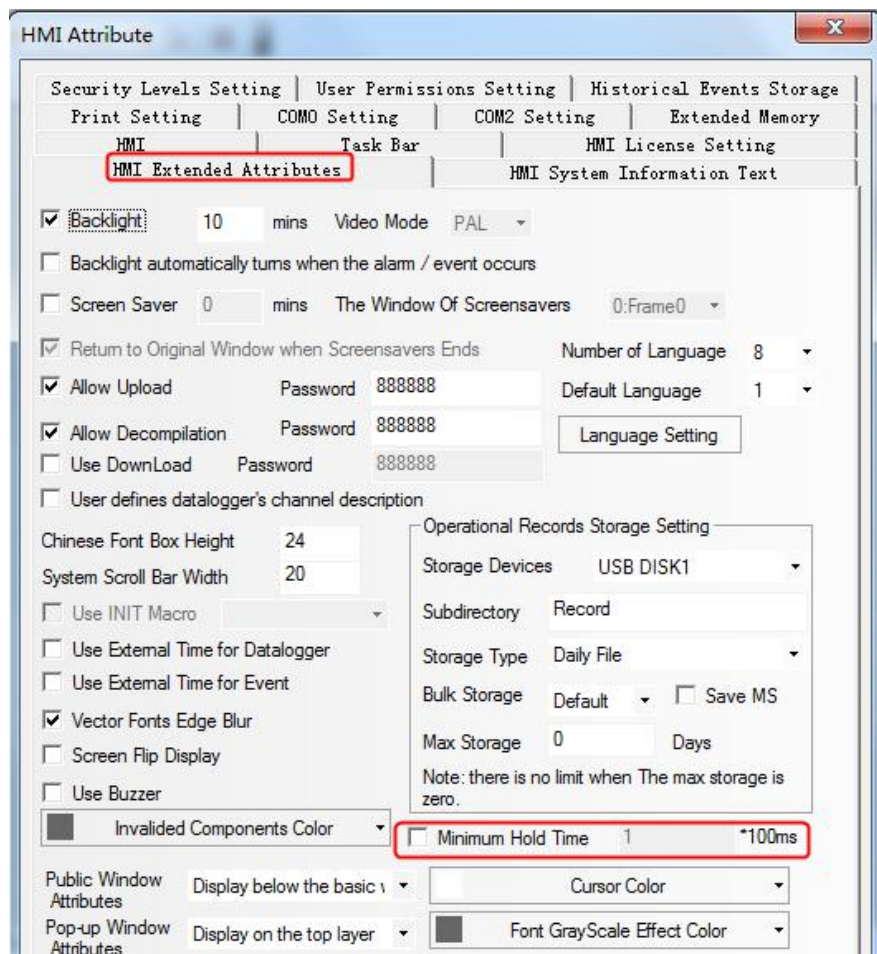 HMI Attribute
Security Levels Setting User Permissions Setting Historical Events Storage
Print Setting COM0 Setting COM2 Setting Extended Memory
HMI Task Bar HMI License Setting
HMI Extended Attributes HMI System Information Text
Backlight 10 mins Video Mode PAL
Backlight automatically turns when the alarm / event occurs
Screen Saver 0 mins The Window Of Screensavers 0:Frame0
Return to Original Window when Screensavers Ends Number of Language 8
Allow Upload Password 888888 Default Language 1
Allow Decompilation Password 888888 Language Setting
Use DownLoad Password 888888
User defines datalogger's channel description
Chinese Font Box Height 24
System Scroll Bar Width 20
Use INIT Macro
Use External Time for Datalogger
Use External Time for Event
Vector Fonts Edge Blur
Screen Flip Display
Use Buzzer
Invalided Components Color
Operational Records Storage Setting
Storage Devices USB DISK1
Subdirectory Record
Storage Type Daily File
Bulk Storage Default Save MS
Max Storage 0 Days
Note: there is no limit when The max storage is
zero.
Minimum Hold Time 1 *100ms
Public Window
Attributes
Display below the basic Cursor Color
Pop-up Window
Attributes
Display on the top layer Font GrayScale Effect Color